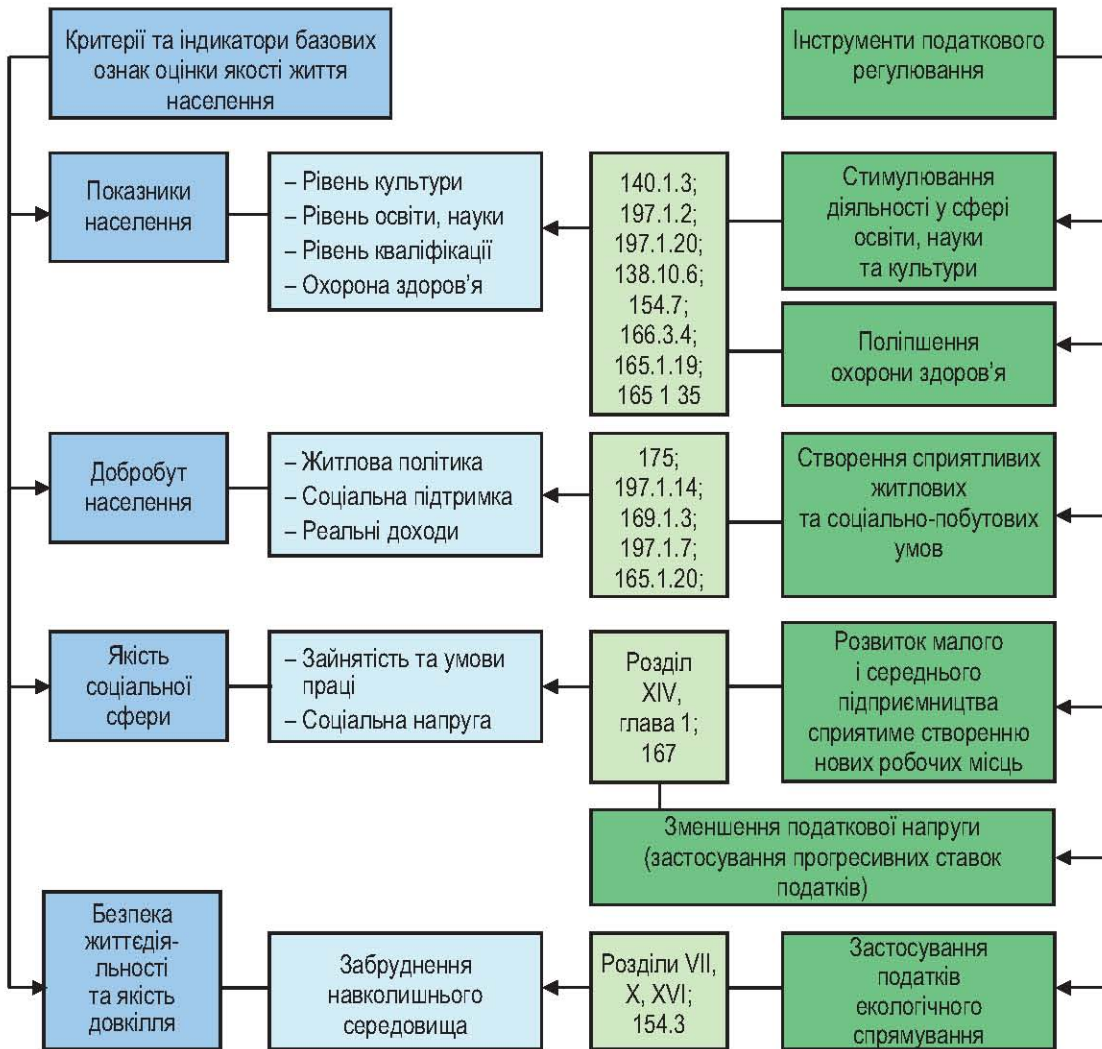 Критерії та індикатори базових
ознак оцінки якості життя
населення
Інструменти податкового
регулювання
Показники
населення
– Рівень культури
– Рівень освіти, науки
– Рівень кваліфікації
– Охорона здоров’я
140.1.3;
197.1.2;
197.1.20;
138.10.6;
154.7;
166.3.4;
165.1.19;
165 1 35
Стимулювання
діяльності у сфері
освіти, науки
та культури
Поліпшення
охорони здоров’я
Добробут
населення
– Житлова політика
– Соціальна підтримка
– Реальні доходи
175;
197.1.14;
169.1.3;
197.1.7;
165.1.20;
Створення сприятливих
житлових
та соціально-побутових
умов
Якість
соціальної
сфери
– Зайнятість та умови
праці
– Соціальна напруга
Розділ
XIV,
глава 1;
167
Розвиток малого
і середнього
підприємництва
сприятиме створенню
нових робочих місць
Зменшення податкової напруги
(застосування прогресивних ставок
податків)
Безпека
життєдія-
льності
та якість
довкілля
Забруднення
навколишнього
середовища
Розділи VII,
X, XVI;
154.3
Застосування
податків
екологічного
спрямування